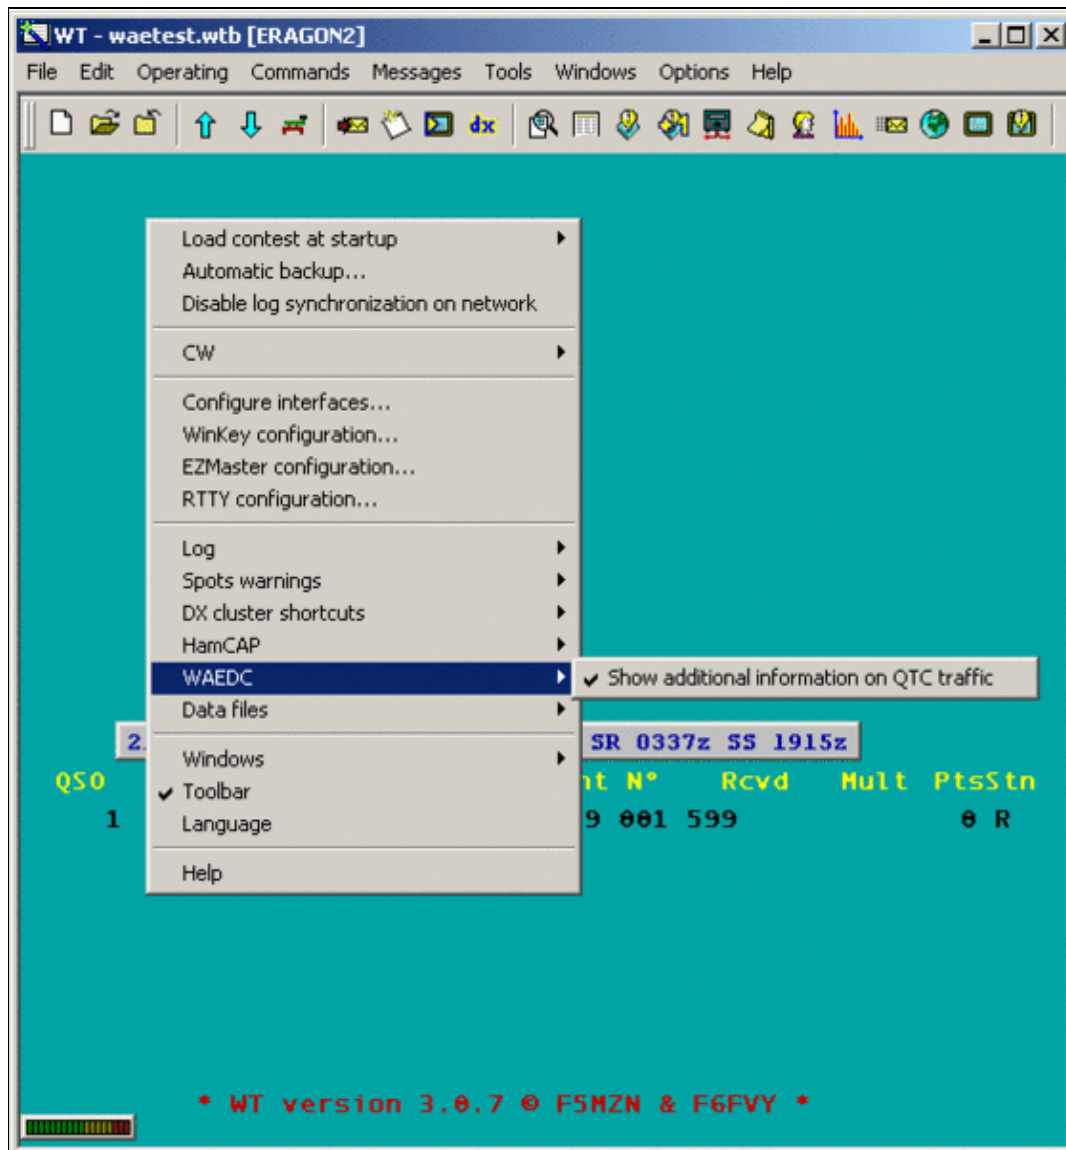 WT - waetest.wtb [ERAGON2]
File Edit Operating Commands Messages Tools Windows Options Help
dx
Load contest at startup
Automatic backup...
Disable log synchronization on network
CW
Configure interfaces...
WinKey configuration...
EZMaster configuration...
RTTY configuration...
Log
Spots warnings
DX cluster shortcuts
HamCAP
WAEDC
Show additional information on QTC traffic
Data files
2 SR 0337z SS 1915z
Windows
QSO nt N° Rcvd Mult PtsStn
Toolbar
1 9 001 599 0 R
Language
Help
* WT version 3.0.7 © F5MZN & F6FVY *